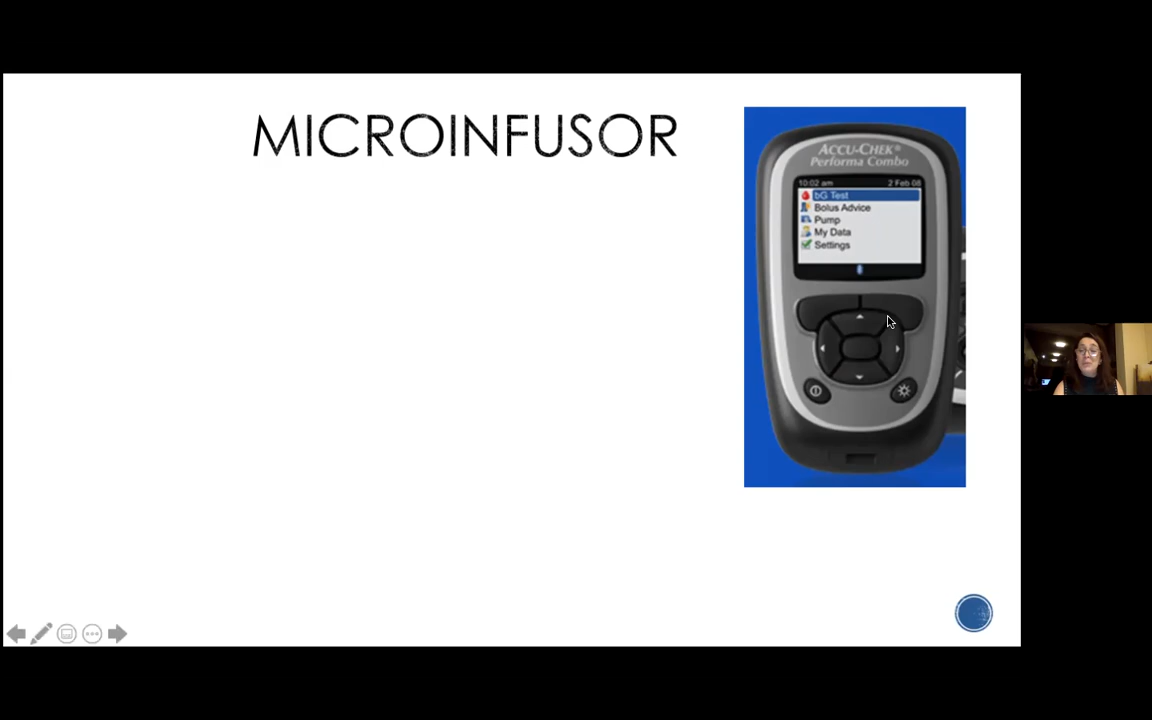 MICROINFUSOR
ACCU-CHEK®
Performa Combo
10:02 am 2 Feb 08
bG Test
Bolus Advice
Pump
My Data
Settings